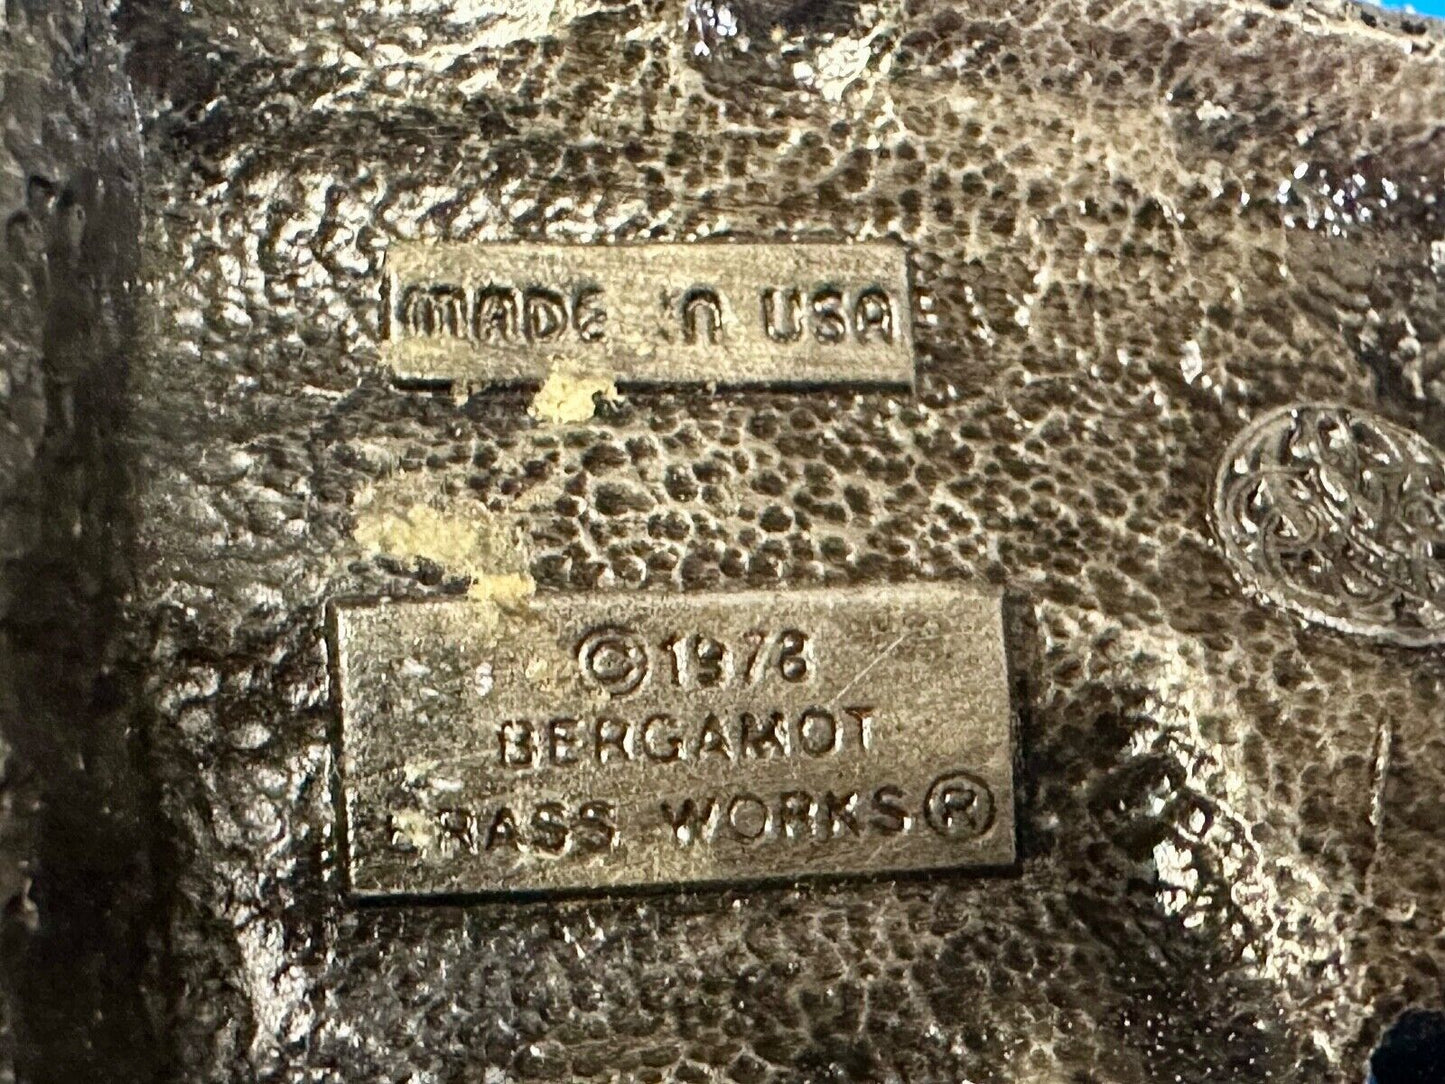 MADE IN USA
©1978
BERGAMOT
BRASS WORKS®